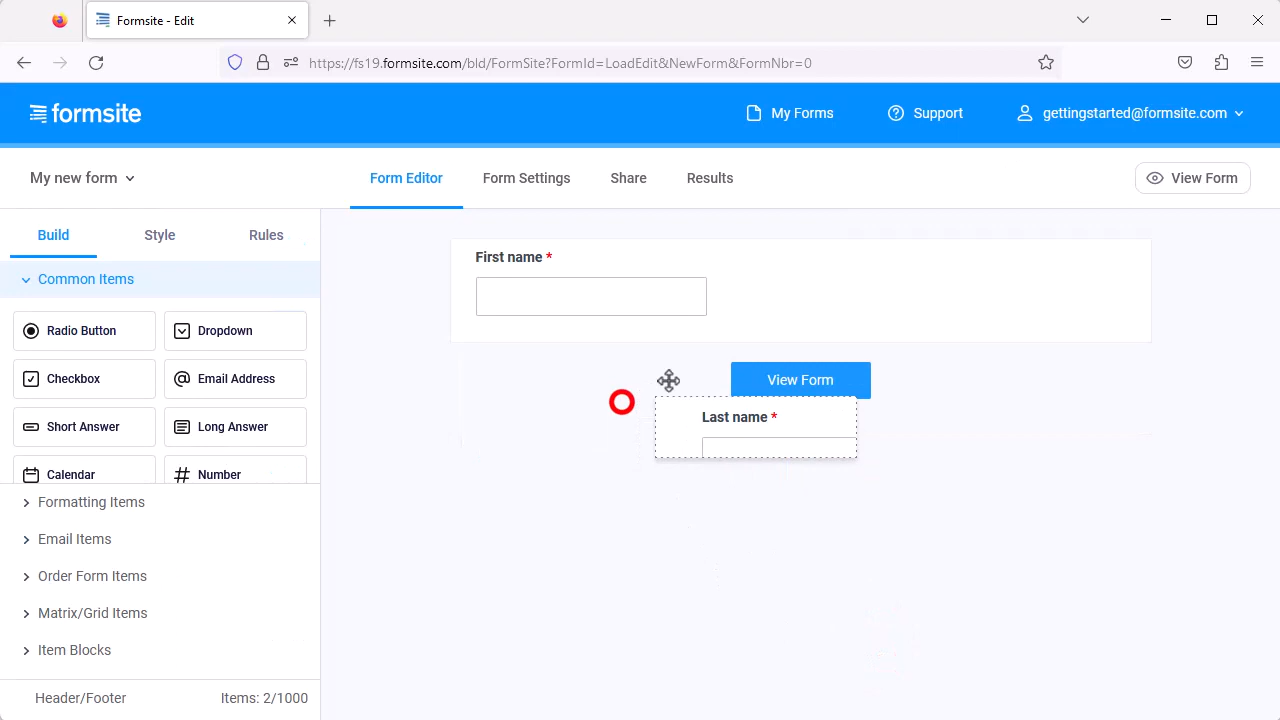 Formsite - Edit
https://fs19.formsite.com/bld/FormSite?FormId=LoadEdit&NewForm&FormNbr=0
formsite
My Forms
Support
gettingstarted@formsite.com
My new form
Form Editor
Form Settings
Share
Results
View Form
Build
Style
Rules
Common Items
Radio Button
Dropdown
Checkbox
Email Address
Short Answer
Long Answer
Calendar
Number
Formatting Items
Email Items
Order Form Items
Matrix/Grid Items
Item Blocks
Header/Footer
Items: 2/1000
First name *
View Form
Last name *